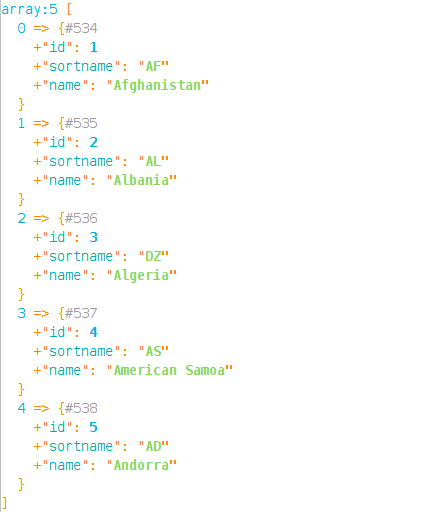 array:5 [
  0 => {#534
    +"id": 1
    +"sortname": "AF"
    +"name": "Afghanistan"
  }
  1 => {#535
    +"id": 2
    +"sortname": "AL"
    +"name": "Albania"
  }
  2 => {#536
    +"id": 3
    +"sortname": "DZ"
    +"name": "Algeria"
  }
  3 => {#537
    +"id": 4
    +"sortname": "AS"
    +"name": "American Samoa"
  }
  4 => {#538
    +"id": 5
    +"sortname": "AD"
    +"name": "Andorra"
  }
]